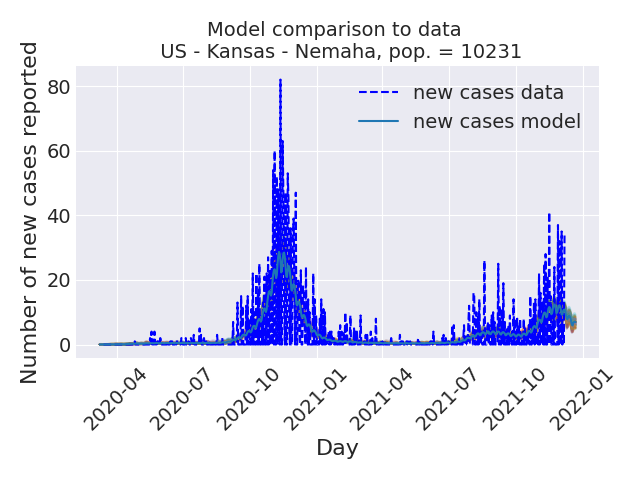 Model comparison to data
US - Kansas - Nemaha, pop. = 10231
new cases data
new cases model
Number of new cases reported
80
60
40
20
0
2020-04
2020-07
2020-10
2021-01
2021-04
2021-07
2021-10
2022-01
Day